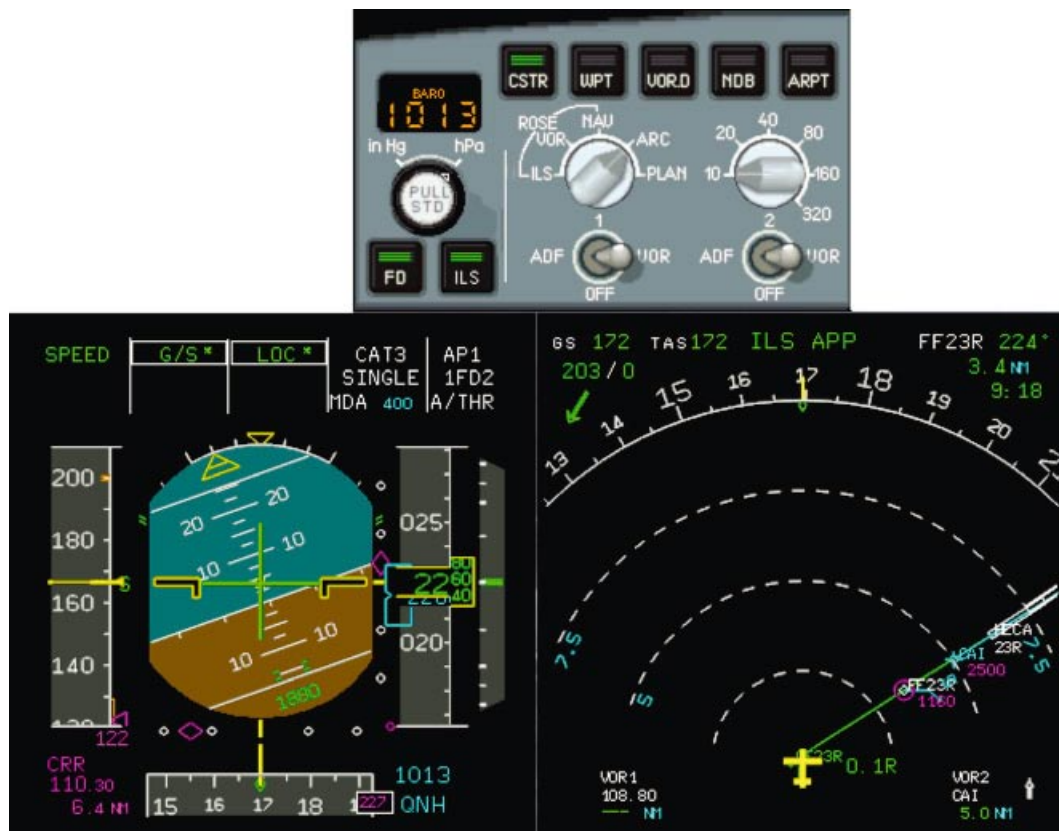 CSTR WPT VOR.D NDB ARPT
BARO
1013
in Hg hPa
PULL
STD
FD ILS
ROSE NAV
VOR ARC
ILS PLAN
10 20 40 80 160 320
1 2
ADF VOR ADF VOR
OFF OFF
SPEED G/S* LOC* CAT3 AP1
SINGLE 1FD2
MDA 400 A/THR
200
180
160
140
122
S
20 20
10 10
10 10
1880
025
020
22
80
60
40
CRR
110.30
6.4 NM
15 16 17 18
227
1013
QNH
GS 172 TAS 172 ILS APP FF23R 224°
203/0 3.4 NM
9:18
13 14 15 16 17 18 19 20
7.5 7.5
5
HECA
23R
CAI
2500
FF23R
1160
0.1R
VOR1
108.80
--- NM
VOR2
CAI
5.0 NM